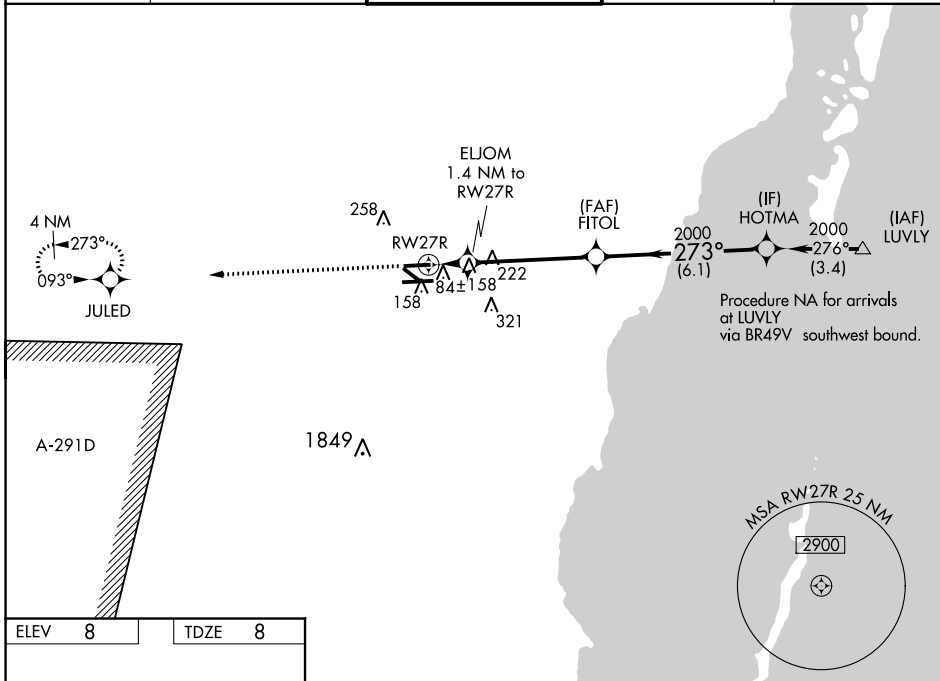 ELJOM
1.4 NM to
RW27R
258
RW27R
(FAF)
FITOL
(IF)
HOTMA
(IAF)
LUVLY
2000
273°
(6.1)
2000
276°
(3.4)
4 NM
273°
093°
JULED
222
158
84±
158
321
Procedure NA for arrivals
at LUVLY
via BR49V southwest bound.
A-291D
1849
MSA RW27R 25 NM
2900
ELEV 8
TDZE 8